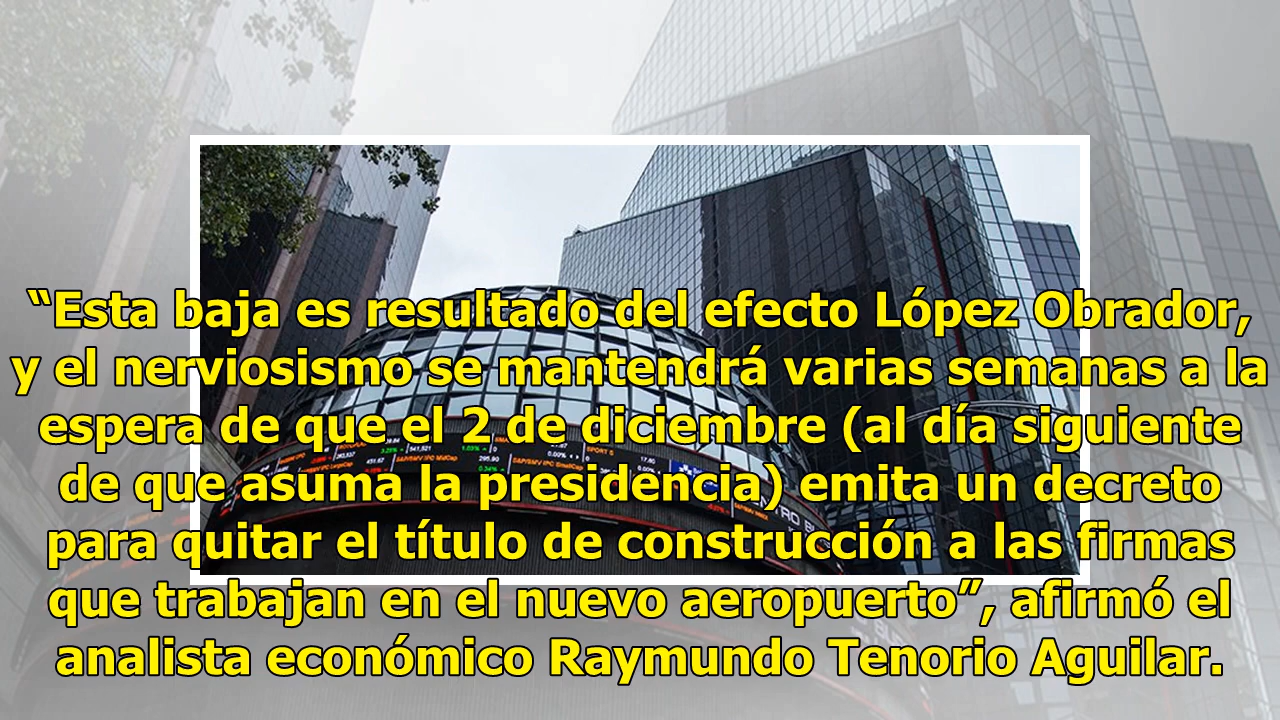 “Esta baja es resultado del efecto López Obrador,
y el nerviosismo se mantendrá varias semanas a la
espera de que el 2 de diciembre (al día siguiente
de que asuma la presidencia) emita un decreto
para quitar el título de construcción a las firmas
que trabajan en el nuevo aeropuerto”, afirmó el
analista económico Raymundo Tenorio Aguilar.